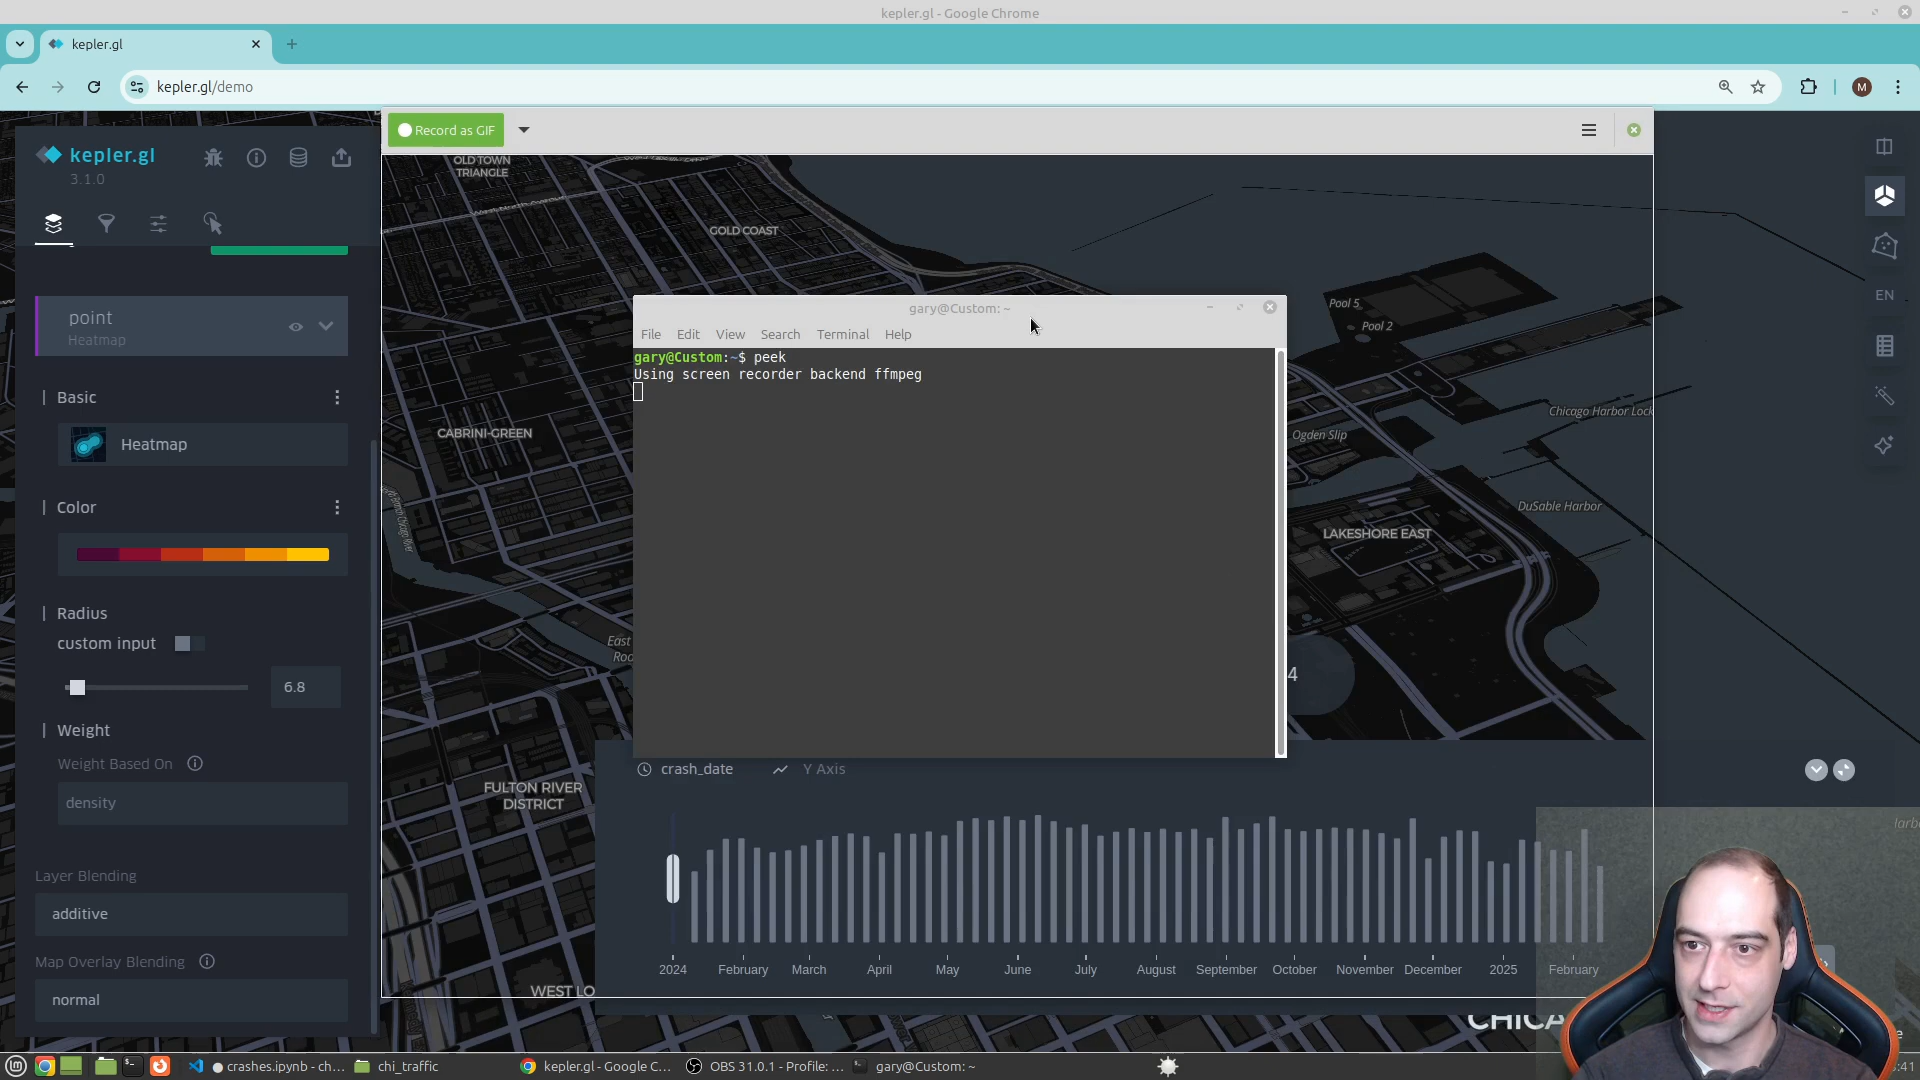 kepler.gl - Google Chrome
kepler.gl
kepler.gl/demo
M
Record as GIF
kepler.gl
3.1.0
OLD TOWN
TRIANGLE
GOLD COAST
Pool 5
Pool 2
EN
point
Heatmap
gary@Custom: ~
File Edit View Search Terminal Help
gary@Custom:~$ peek
Using screen recorder backend ffmpeg
Basic
Heatmap
CABRINI-GREEN
Chicago Harbor Lock
Ogden Slip
Color
DuSable Harbor
LAKESHORE EAST
Radius
custom input
6.8
East
4
Weight
Weight Based On
density
crash_date Y Axis
FULTON RIVER
DISTRICT
Layer Blending
additive
Map Overlay Blending
normal
2024 February March April May June July August September October November December 2025 February
WEST LO
CHICA
crashes.ipynb - ch...
chi_traffic
kepler.gl - Google C...
OBS 31.0.1 - Profile: ...
gary@Custom: ~
:41